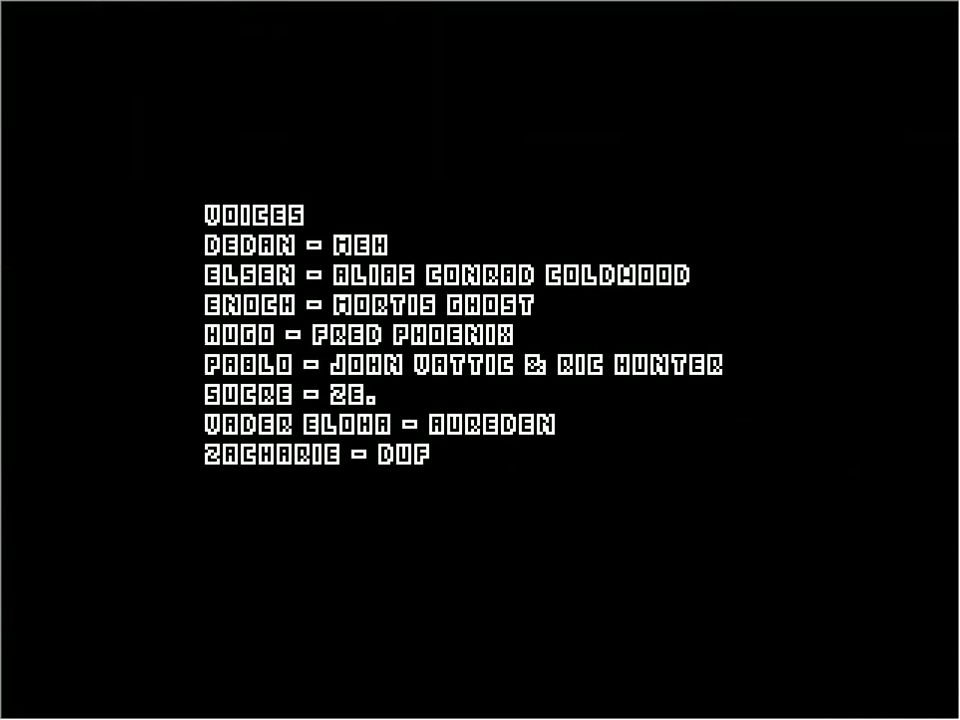 VOICES
DEDAN - MEH
ELSEN - ALIAS CONRAD COLDWOOD
ENOCH - MORTIS GHOST
HUGO - FRED PHOENIX
PABLO - JOHN VATTIC & RIC HUNTER
SUCRE - ZE.
VADER ELOHA - AUREDEN
ZACHARIE - DUF